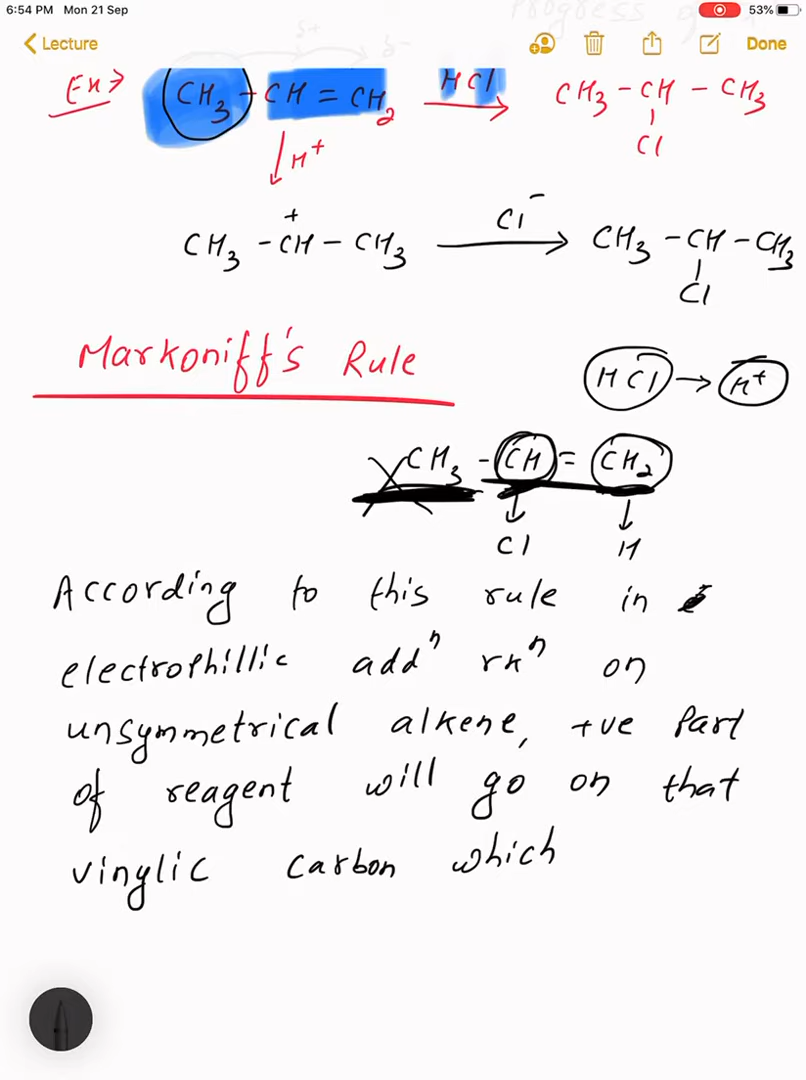 6:54 PM Mon 21 Sep
53%
Lecture
Done
δ+ δ-
Ex→ CH3 - CH = CH2 HCl → CH3 - CH - CH3
Cl
↓ H+
CH3 - CH - CH3 Cl- → CH3 - CH - CH3
+
Cl
Markoniff's Rule
HCl → H+
CH3 - CH = CH2
↓ ↓
Cl H
According to this rule in
electrophillic addn rxn on
unsymmetrical alkene, +ve Part
of reagent will go on that
vinylic carbon which